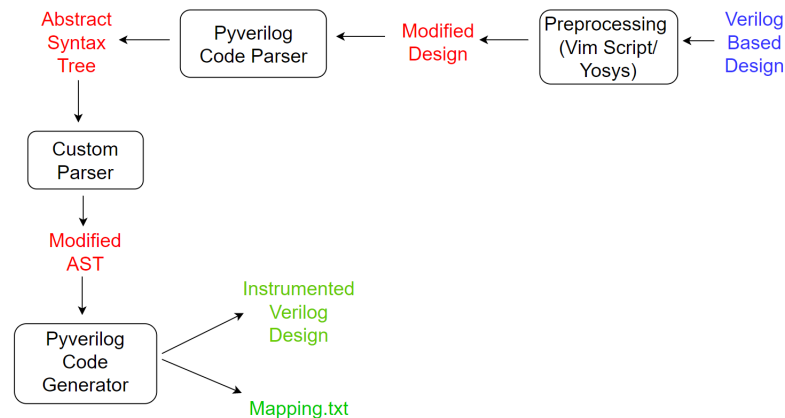 Abstract
Syntax
Tree
Pyverilog
Code Parser
Modified
Design
Preprocessing
(Vim Script/
Yosys)
Verilog
Based
Design
Custom
Parser
Modified
AST
Pyverilog
Code
Generator
Instrumented
Verilog
Design
Mapping.txt